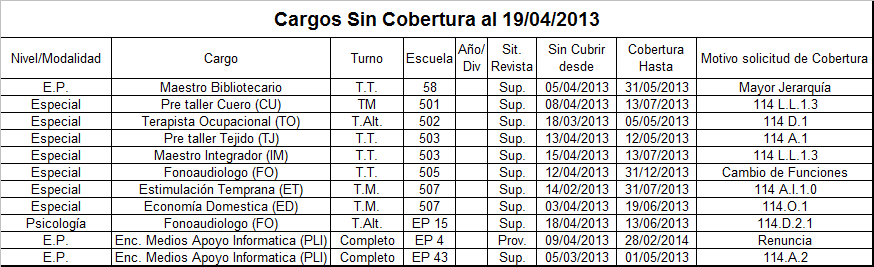 Cargos Sin Cobertura al 19/04/2013
Nivel/Modalidad Cargo Turno Escuela Año/ Div Sit. Revista Sin Cubrir desde Cobertura Hasta Motivo solicitud de Cobertura
E.P. Maestro Bibliotecario T.T. 58 Sup. 05/04/2013 31/05/2013 Mayor Jerarquía
Especial Pre taller Cuero (CU) TM 501 Sup. 08/04/2013 13/07/2013 114 L.L.1.3
Especial Terapista Ocupacional (TO) T.Alt. 502 Sup. 18/03/2013 05/05/2013 114 D.1
Especial Pre taller Tejido (TJ) T.T. 503 Sup. 13/04/2013 12/05/2013 114 A.1
Especial Maestro Integrador (IM) T.T. 503 Sup. 15/04/2013 13/07/2013 114 L.L.1.3
Especial Fonoaudiologo (FO) T.T. 505 Sup. 12/04/2013 31/12/2013 Cambio de Funciones
Especial Estimulación Temprana (ET) T.M. 507 Sup. 14/02/2013 31/07/2013 114 A.I.1.0
Especial Economía Domestica (ED) T.M. 507 Sup. 03/04/2013 19/06/2013 114.O.1
Psicología Fonoaudiologo (FO) T.Alt. EP 15 Sup. 18/04/2013 13/06/2013 114.D.2.1
E.P. Enc. Medios Apoyo Informatica (PLI) Completo EP 4 Prov. 09/04/2013 28/02/2014 Renuncia
E.P. Enc. Medios Apoyo Informatica (PLI) Completo EP 43 Sup. 05/03/2013 01/05/2013 114.A.2